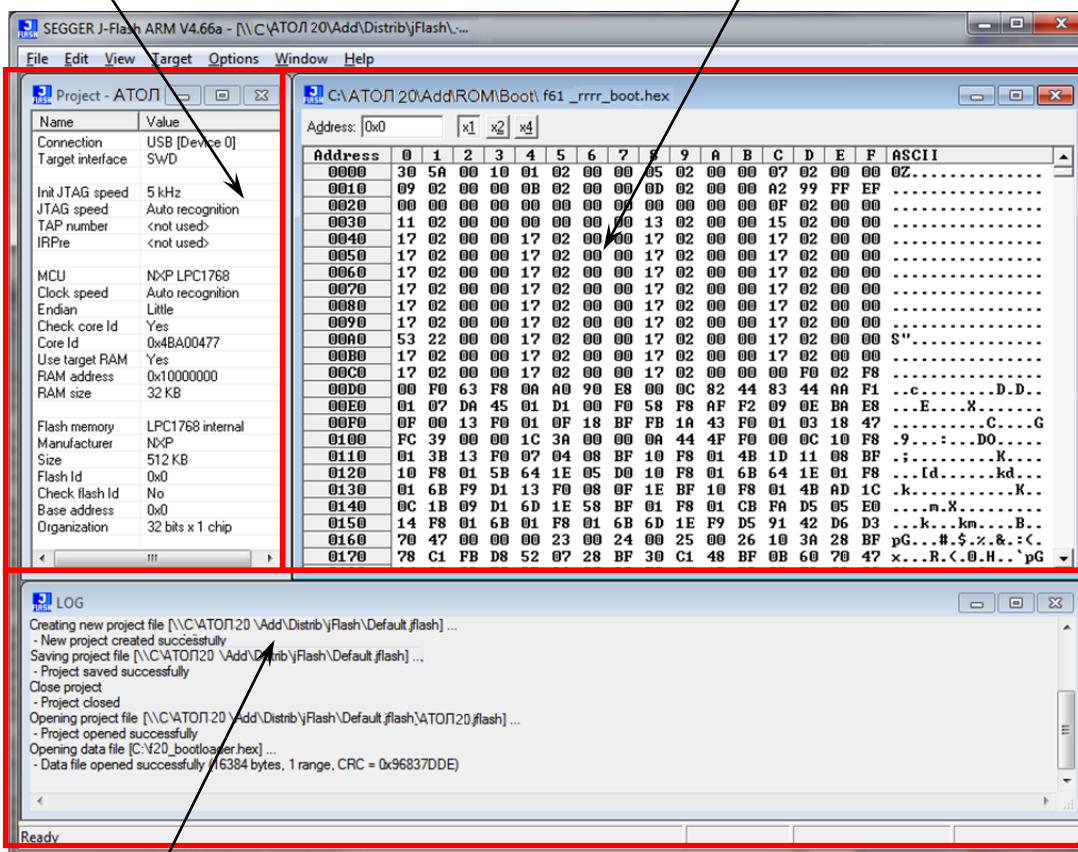 SEGGER J-Flash ARM V4.66a - [\\C\АТОЛ 20\Add\Distrib\jFlash\_-...
File Edit View Target Options Window Help
Project - АТОЛ
Name Value
Connection USB [Device 0]
Target interface SWD
Init JTAG speed 5 kHz
JTAG speed Auto recognition
TAP number <not used>
IRPre <not used>
MCU NXP LPC1768
Clock speed Auto recognition
Endian Little
Check core Id Yes
Core Id 0x4BA00477
Use target RAM Yes
RAM address 0x10000000
RAM size 32 KB
Flash memory LPC1768 internal
Manufacturer NXP
Size 512 KB
Flash Id 0x0
Check flash Id No
Base address 0x0
Organization 32 bits x 1 chip
C:\АТОЛ 20\Add\ROM\Boot\ f61 _rrrr_boot.hex
Address: 0x0 x1 x2 x4
Address 0 1 2 3 4 5 6 7 8 9 A B C D E F ASCII
0000 30 5A 00 10 01 02 00 00 05 02 00 00 07 02 00 00 0Z..............
0010 09 02 00 00 0B 02 00 00 0D 02 00 00 A2 99 FF EF ................
0020 00 00 00 00 00 00 00 00 00 00 00 00 0F 02 00 00 ................
0030 11 02 00 00 00 00 00 00 13 02 00 00 15 02 00 00 ................
0040 17 02 00 00 17 02 00 00 17 02 00 00 17 02 00 00 ................
0050 17 02 00 00 17 02 00 00 17 02 00 00 17 02 00 00 ................
0060 17 02 00 00 17 02 00 00 17 02 00 00 17 02 00 00 ................
0070 17 02 00 00 17 02 00 00 17 02 00 00 17 02 00 00 ................
0080 17 02 00 00 17 02 00 00 17 02 00 00 17 02 00 00 ................
0090 17 02 00 00 17 02 00 00 17 02 00 00 17 02 00 00 ................
00A0 53 22 00 00 17 02 00 00 17 02 00 00 17 02 00 00 S"..............
00B0 17 02 00 00 17 02 00 00 17 02 00 00 17 02 00 00 ................
00C0 17 02 00 00 17 02 00 00 17 02 00 00 00 F0 02 F8 ................
00D0 00 F0 63 F8 0A A0 90 E8 00 0C 82 44 83 44 AA F1 ..c........D.D..
00E0 01 07 DA 45 01 D1 00 F0 58 F8 AF F2 09 0E BA E8 ...E....X.......
00F0 0F 00 13 F0 01 0F 18 BF FB 1A 43 F0 01 03 18 47 ..........C....G
0100 FC 39 00 00 1C 3A 00 00 0A 44 4F F0 00 0C 10 F8 .9...:...DO.....
0110 01 3B 13 F0 07 04 08 BF 10 F8 01 4B 1D 11 08 BF .;.........K....
0120 10 F8 01 5B 64 1E 05 D0 10 F8 01 6B 64 1E 01 F8 ...[d......kd...
0130 01 6B F9 D1 13 F0 08 0F 1E BF 10 F8 01 4B AD 1C .k...........K..
0140 0C 1B 09 D1 6D 1E 58 BF 01 F8 01 CB FA D5 05 E0 ....m.X.........
0150 14 F8 01 6B 01 F8 01 6B 6D 1E F9 D5 91 42 D6 D3 ...k...km....B..
0160 70 47 00 00 00 23 00 24 00 25 00 26 10 3A 28 BF pG...#.$.%.&.:(.
0170 78 C1 FB D8 52 07 28 BF 30 C1 48 BF 0B 60 70 47 x...R.(.0.H..`pG
LOG
Creating new project file [\\C\АТОЛ20 \Add\Distrib\jFlash\Default.jflash] ...
- New project created successfully
Saving project file [\\C\АТОЛ20 \Add\Distrib\jFlash\Default.jflash] ...
- Project saved successfully
Close project
- Project closed
Opening project file [\\C\АТОЛ20 \Add\Distrib\jFlash\Default.jflash\АТОЛ20.jflash] ...
- Project opened successfully
Opening data file [C:\f20_bootloader.hex] ...
- Data file opened successfully (16384 bytes, 1 range, CRC = 0x96837DDE)
Ready